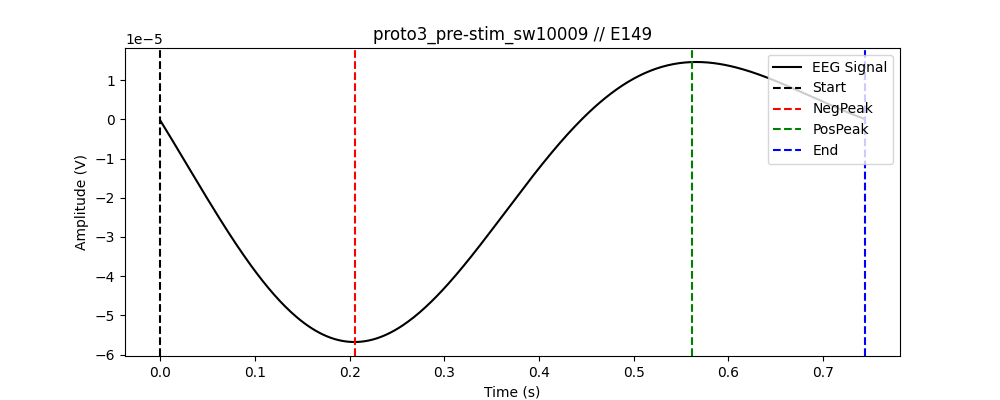 proto3_pre-stim_sw10009 // E149
1e−5
EEG Signal
Start
NegPeak
PosPeak
End
1
0
−1
−2
−3
−4
−5
−6
Amplitude (V)
0.0 0.1 0.2 0.3 0.4 0.5 0.6 0.7
Time (s)